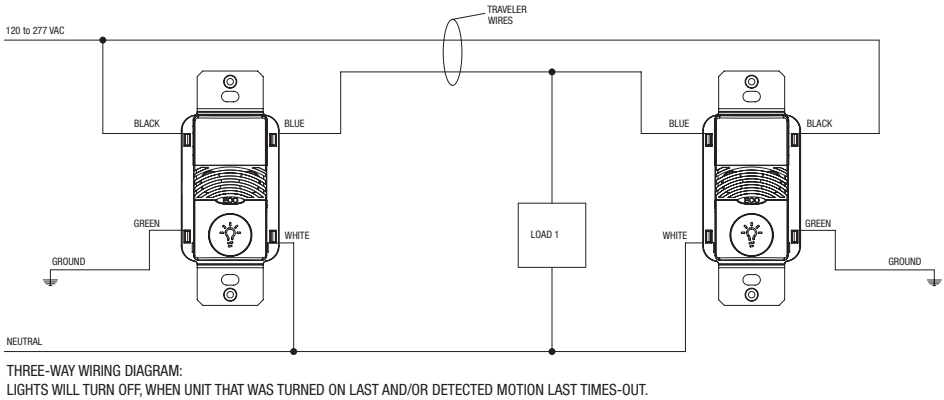 TRAVELER
WIRES
120 to 277 VAC
BLACK
BLUE
BLUE
BLACK
GREEN
WHITE
LOAD 1
WHITE
GREEN
GROUND
GROUND
NEUTRAL
THREE-WAY WIRING DIAGRAM:
LIGHTS WILL TURN OFF, WHEN UNIT THAT WAS TURNED ON LAST AND/OR DETECTED MOTION LAST TIMES-OUT.